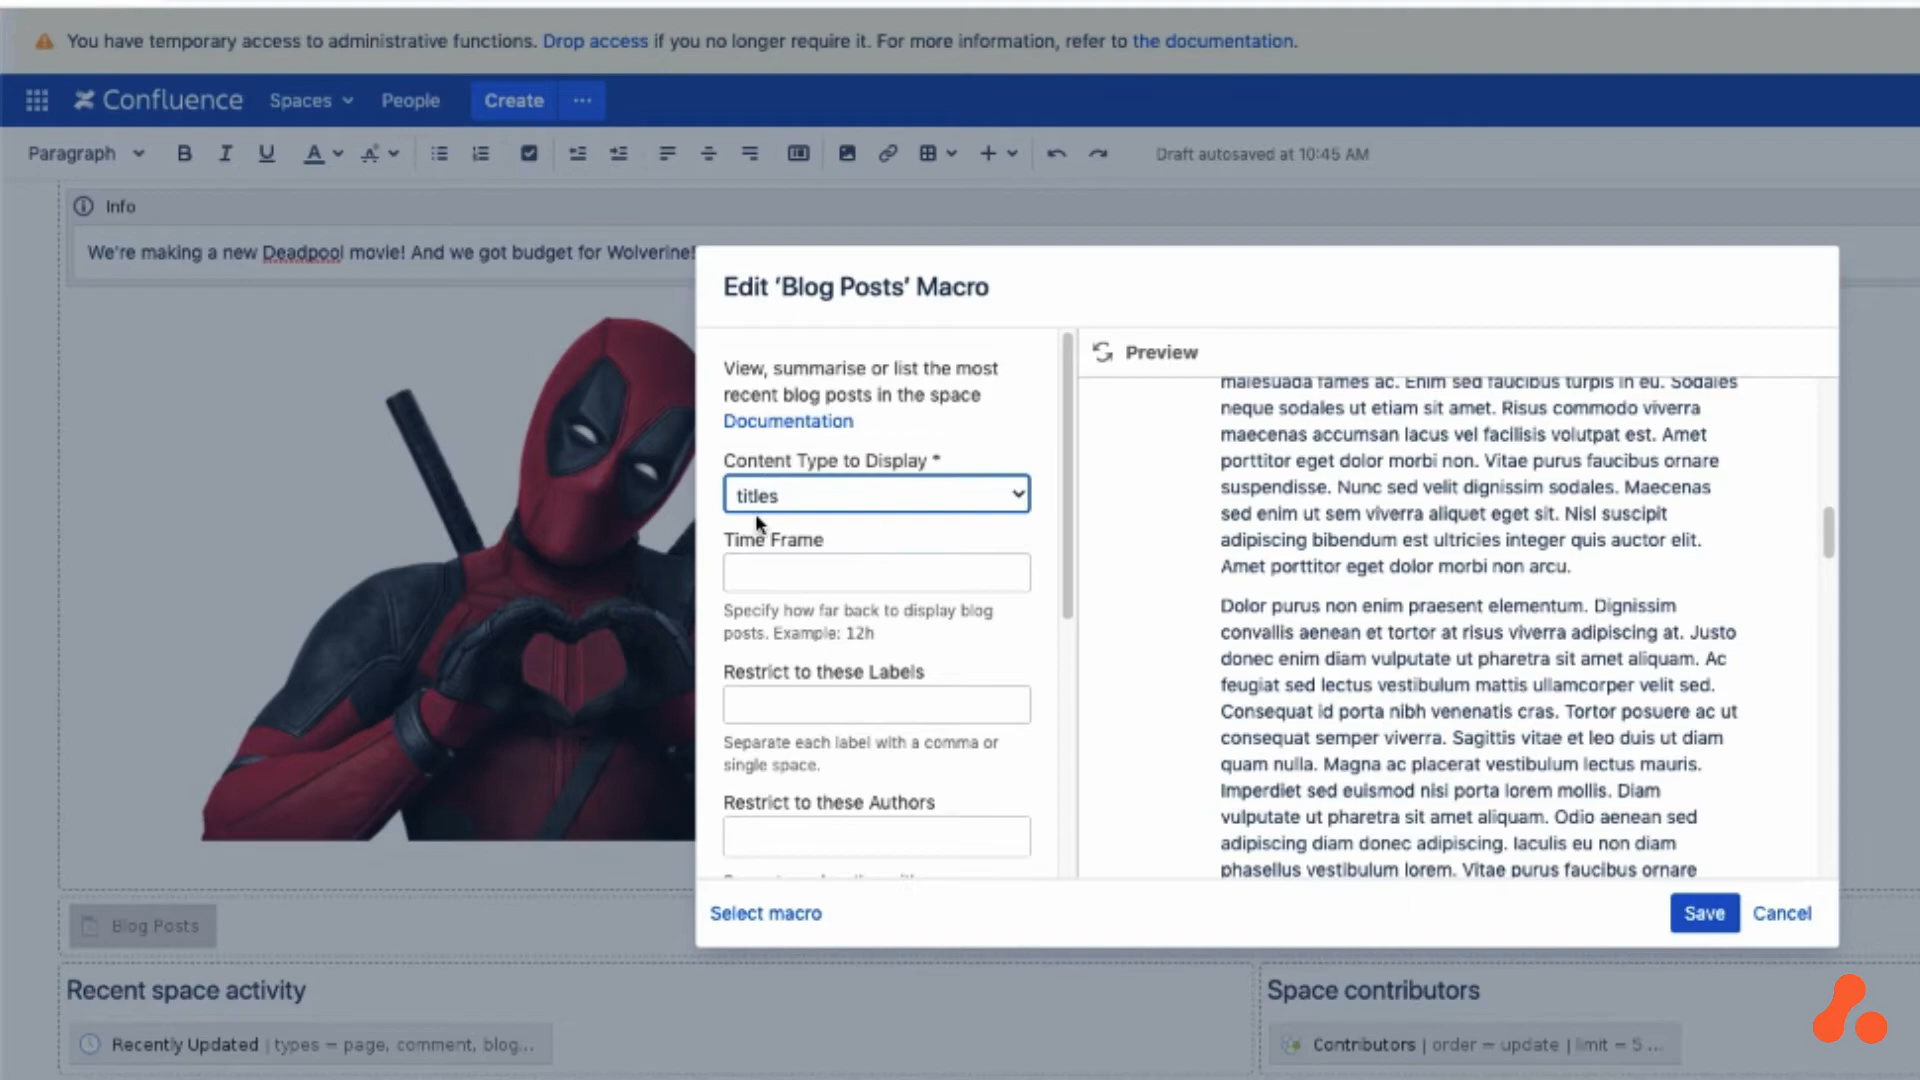 You have temporary access to administrative functions. Drop access if you no longer require it. For more information, refer to the documentation.
Confluence Spaces People Create ...
Paragraph B I U A Draft autosaved at 10:45 AM
Info
We're making a new Deadpool movie! And we got budget for Wolverine!
Edit ‘Blog Posts’ Macro
View, summarise or list the most
recent blog posts in the space
Documentation
Content Type to Display *
titles
Time Frame
Specify how far back to display blog
posts. Example: 12h
Restrict to these Labels
Separate each label with a comma or
single space.
Restrict to these Authors
Preview
malesuada fames ac. Enim sed faucibus turpis in eu. Sodales
neque sodales ut etiam sit amet. Risus commodo viverra
maecenas accumsan lacus vel facilisis volutpat est. Amet
porttitor eget dolor morbi non. Vitae purus faucibus ornare
suspendisse. Nunc sed velit dignissim sodales. Maecenas
sed enim ut sem viverra aliquet eget sit. Nisl suscipit
adipiscing bibendum est ultricies integer quis auctor elit.
Amet porttitor eget dolor morbi non arcu.
Dolor purus non enim praesent elementum. Dignissim
convallis aenean et tortor at risus viverra adipiscing at. Justo
donec enim diam vulputate ut pharetra sit amet aliquam. Ac
feugiat sed lectus vestibulum mattis ullamcorper velit sed.
Consequat id porta nibh venenatis cras. Tortor posuere ac ut
consequat semper viverra. Sagittis vitae et leo duis ut diam
quam nulla. Magna ac placerat vestibulum lectus mauris.
Imperdiet sed euismod nisi porta lorem mollis. Diam
vulputate ut pharetra sit amet aliquam. Odio aenean sed
adipiscing diam donec adipiscing. Iaculis eu non diam
phasellus vestibulum lorem. Vitae purus faucibus ornare
Select macro
Save Cancel
Blog Posts
Recent space activity
Recently Updated | types = page, comment, blog...
Space contributors
Contributors | order = update | limit = 5 ...